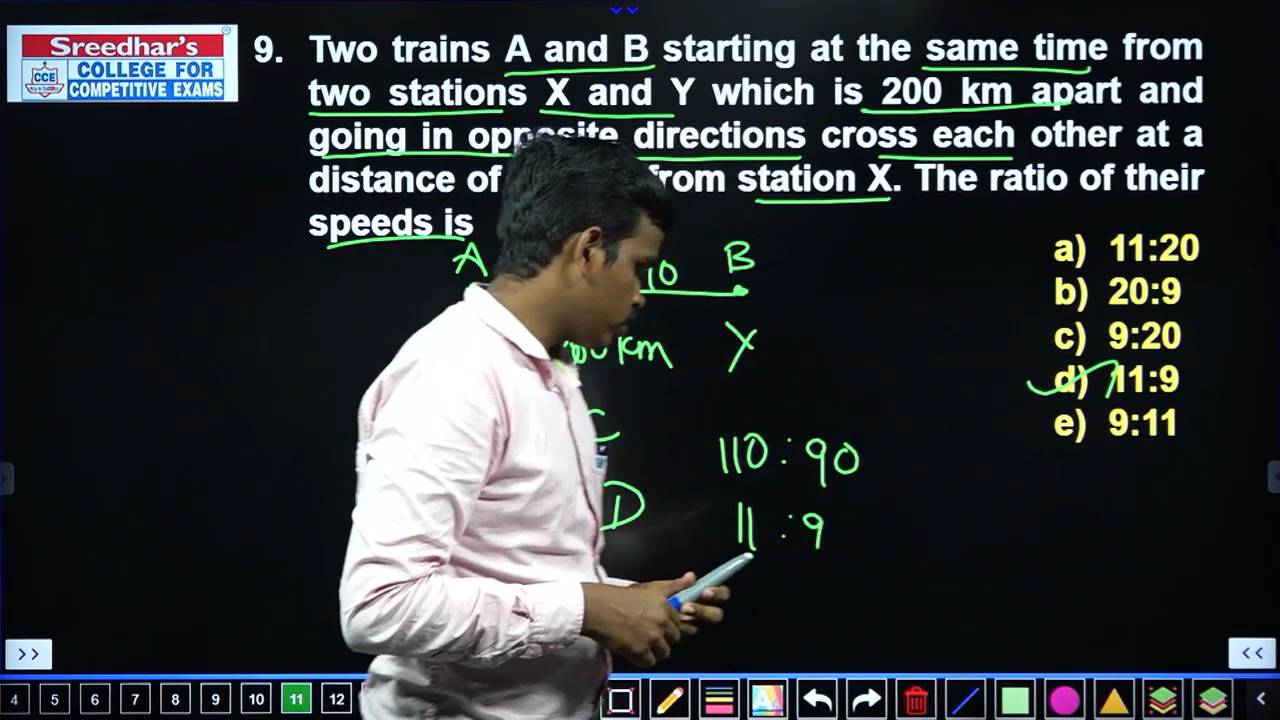 Sreedhar's
CCE
COLLEGE FOR
COMPETITIVE EXAMS
9. Two trains A and B starting at the same time from
two stations X and Y which is 200 km apart and
going in opposite directions cross each other at a
distance of from station X. The ratio of their
speeds is
a) 11:20
b) 20:9
c) 9:20
d) 11:9
e) 9:11
A 10 B
km Y
110 : 90
D
11 : 9
>> <<
4 5 6 7 8 9 10 11 12